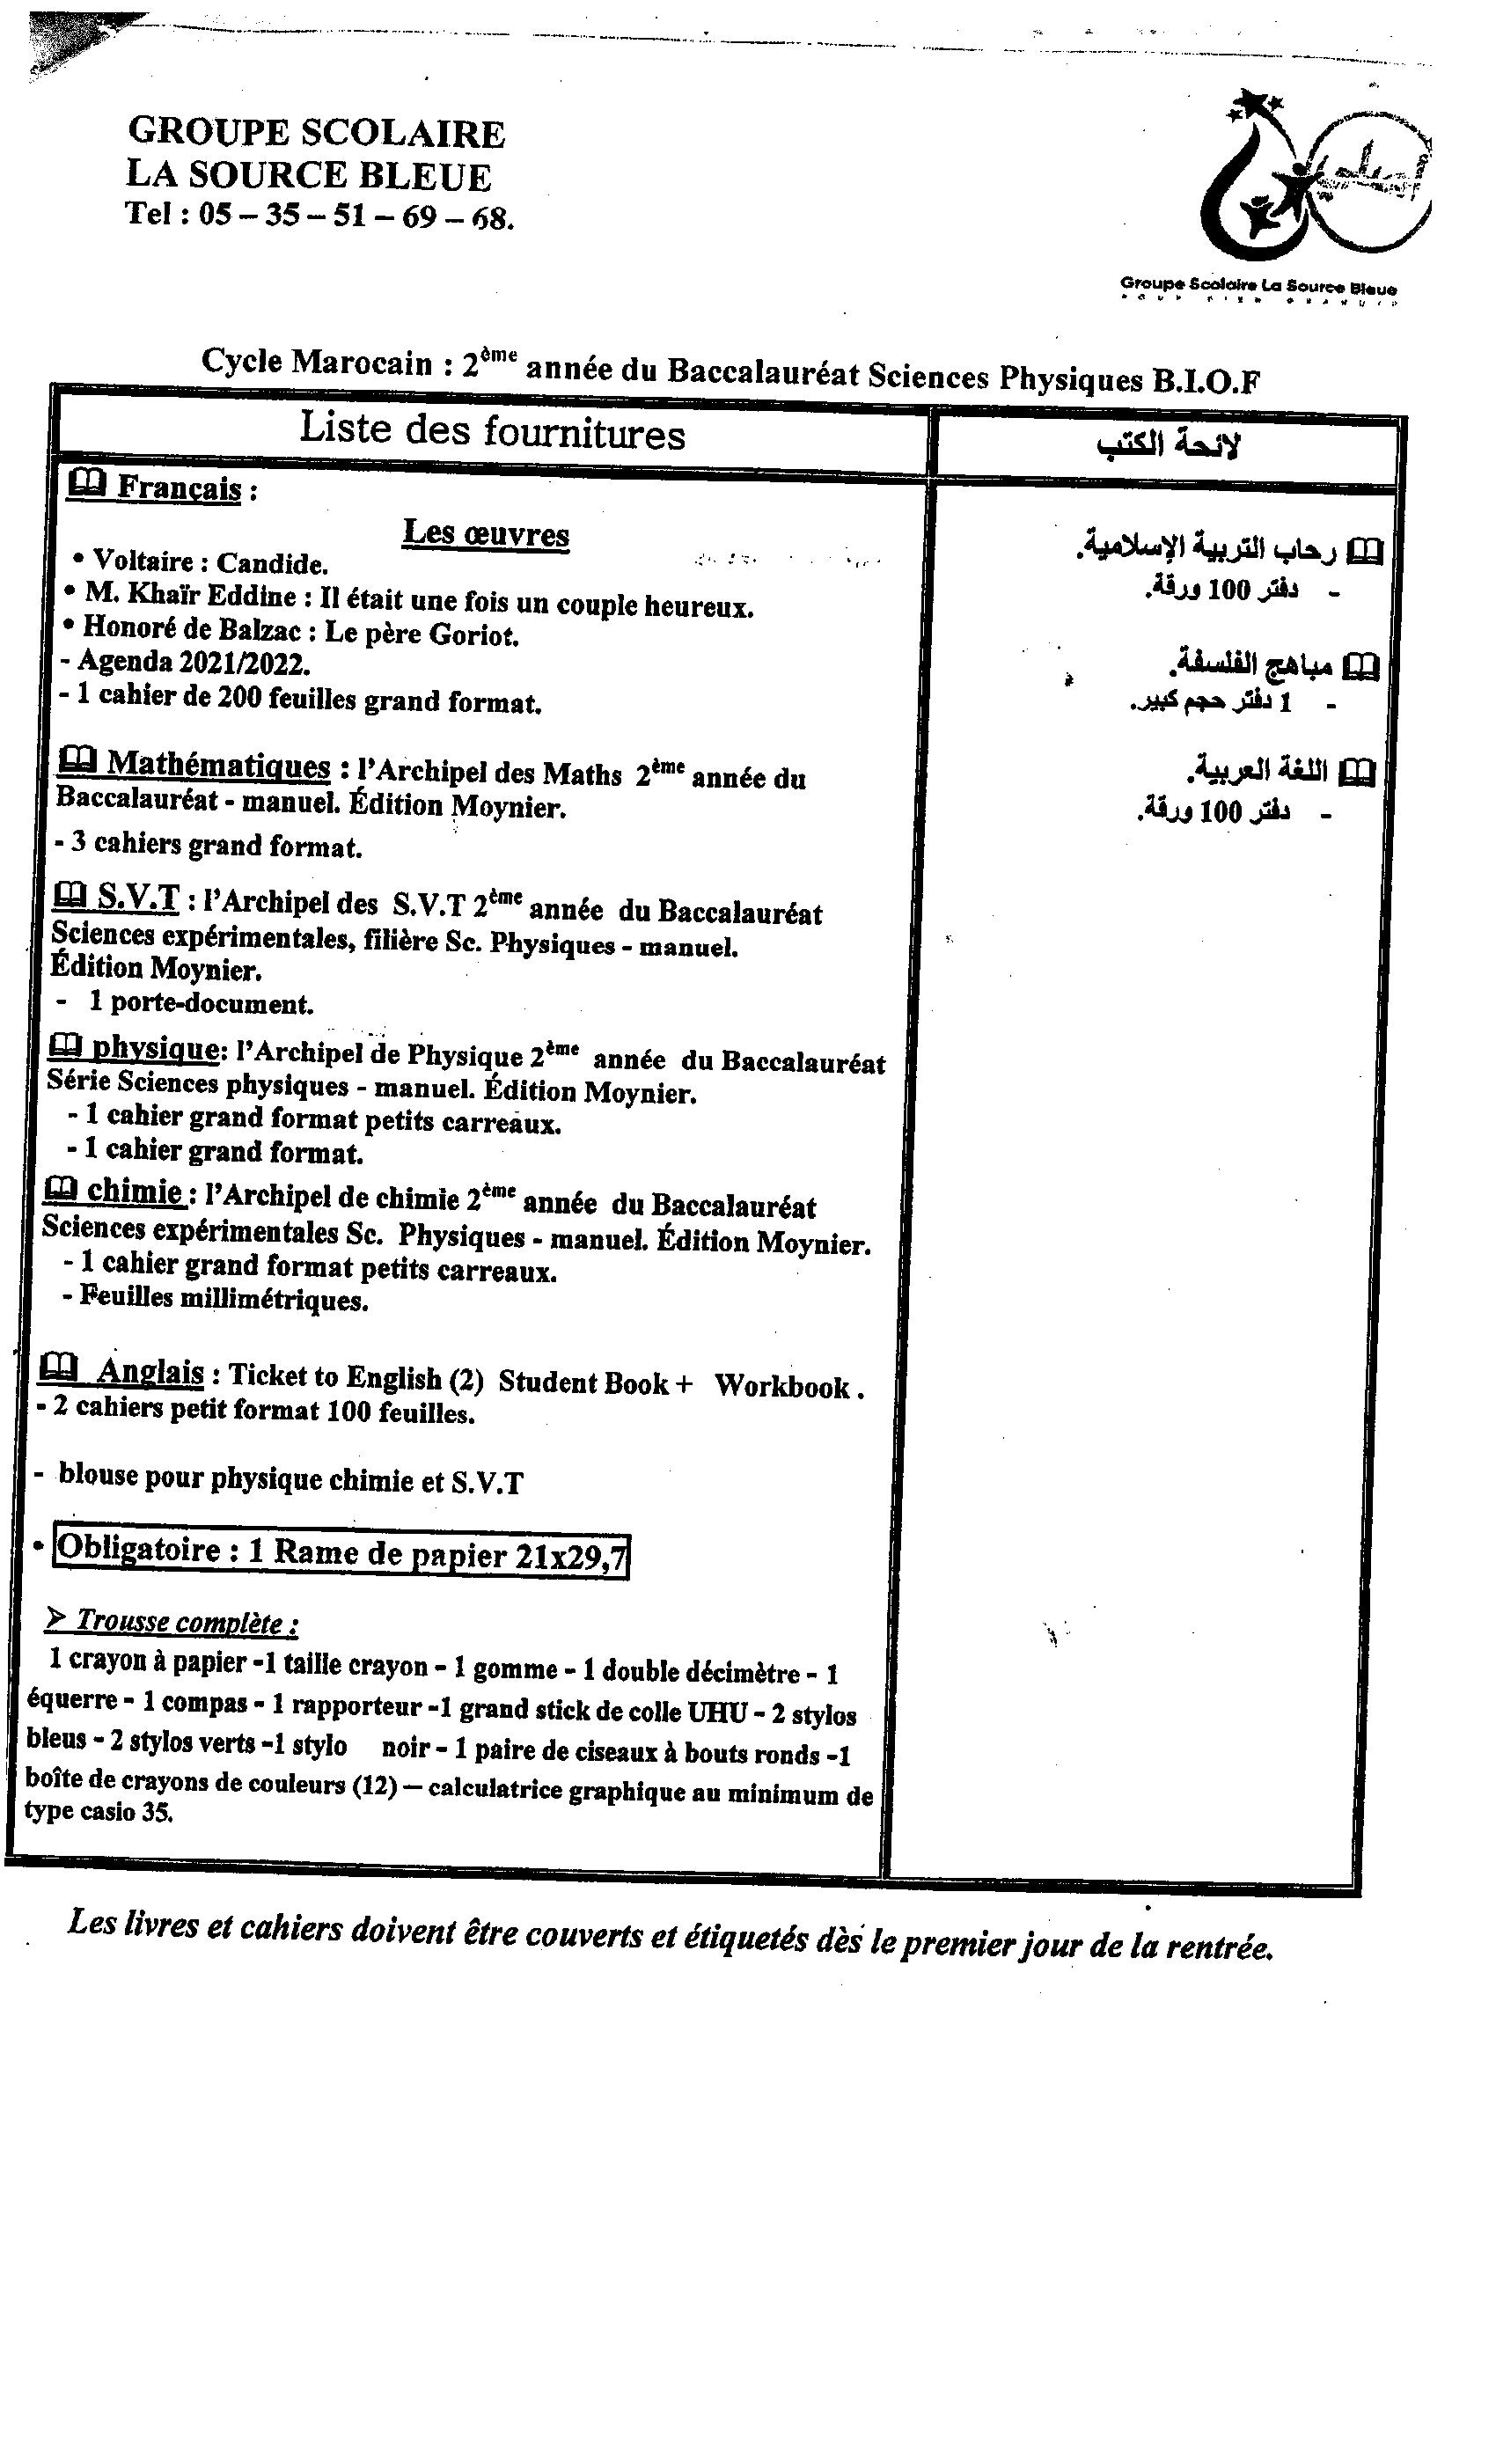 GROUPE SCOLAIRE
LA SOURCE BLEUE
Tel : 05 – 35 – 51 – 69 – 68.
Groupe Scolaire La Source Bleue
Cycle Marocain : 2ème année du Baccalauréat Sciences Physiques B.I.O.F
Liste des fournitures
Français :
Les œuvres
• Voltaire : Candide.
• M. Khaïr Eddine : Il était une fois un couple heureux.
• Honoré de Balzac : Le père Goriot.
- Agenda 2021/2022.
- 1 cahier de 200 feuilles grand format.
Mathématiques : l'Archipel des Maths 2ème année du
Baccalauréat - manuel. Édition Moynier.
- 3 cahiers grand format.
S.V.T : l'Archipel des S.V.T 2ème année du Baccalauréat
Sciences expérimentales, filière Sc. Physiques - manuel.
Édition Moynier.
- 1 porte-document.
physique: l'Archipel de Physique 2ème année du Baccalauréat
Série Sciences physiques - manuel. Édition Moynier.
- 1 cahier grand format petits carreaux.
- 1 cahier grand format.
chimie : l'Archipel de chimie 2ème année du Baccalauréat
Sciences expérimentales Sc. Physiques - manuel. Édition Moynier.
- 1 cahier grand format petits carreaux.
- Feuilles millimétriques.
Anglais : Ticket to English (2) Student Book + Workbook .
- 2 cahiers petit format 100 feuilles.
- blouse pour physique chimie et S.V.T
• Obligatoire : 1 Rame de papier 21x29,7
➢ Trousse complète :
1 crayon à papier -1 taille crayon - 1 gomme - 1 double décimètre - 1
équerre - 1 compas - 1 rapporteur -1 grand stick de colle UHU - 2 stylos
bleus - 2 stylos verts -1 stylo noir - 1 paire de ciseaux à bouts ronds -1
boîte de crayons de couleurs (12) – calculatrice graphique au minimum de
type casio 35.
لائحة الكتب
رحاب التربية الإسلامية.
- دفتر 100 ورقة.
مباهج الفلسفة.
- 1 دفتر حجم كبير.
اللغة العربية.
- دفتر 100 ورقة.
Les livres et cahiers doivent être couverts et étiquetés dès le premier jour de la rentrée.